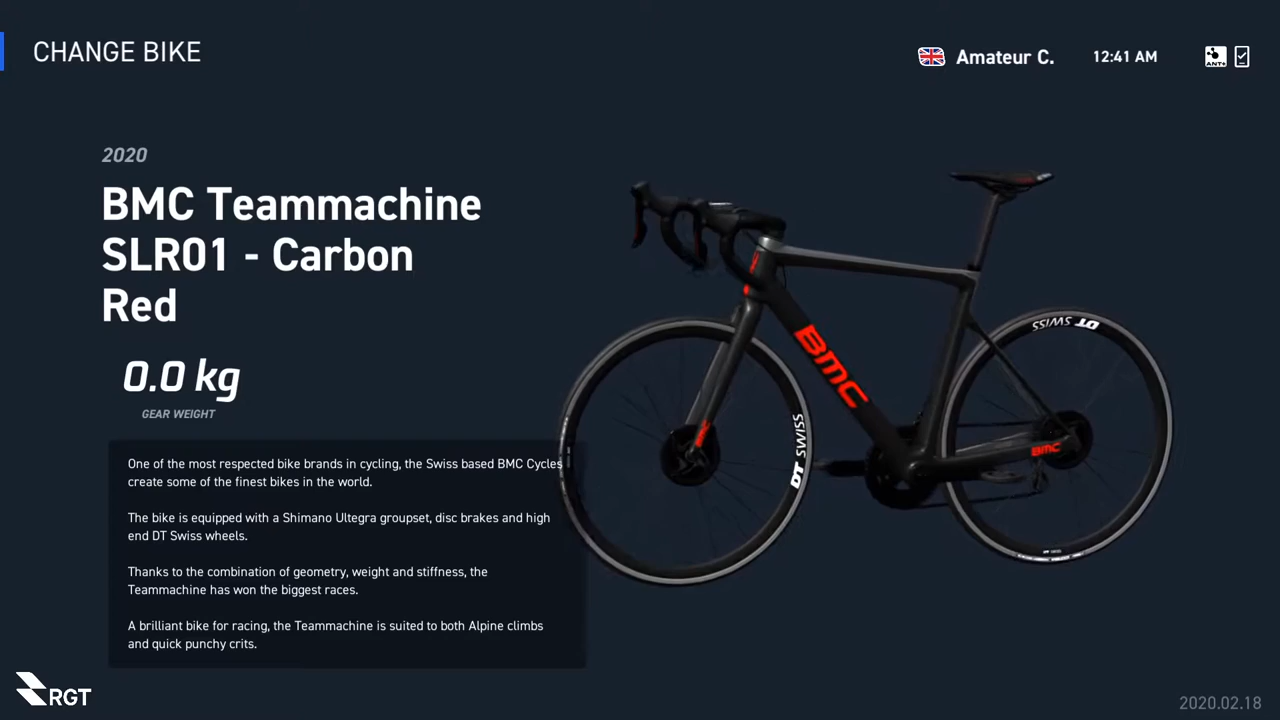 CHANGE BIKE
Amateur C.
12:41 AM
ANT+
2020
BMC Teammachine
SLR01 - Carbon
Red
0.0 kg
GEAR WEIGHT
One of the most respected bike brands in cycling, the Swiss based BMC Cycles
create some of the finest bikes in the world.
The bike is equipped with a Shimano Ultegra groupset, disc brakes and high
end DT Swiss wheels.
Thanks to the combination of geometry, weight and stiffness, the
Teammachine has won the biggest races.
A brilliant bike for racing, the Teammachine is suited to both Alpine climbs
and quick punchy crits.
BMC
BMC
BMC
DT SWISS
DT SWISS
RGT
2020.02.18